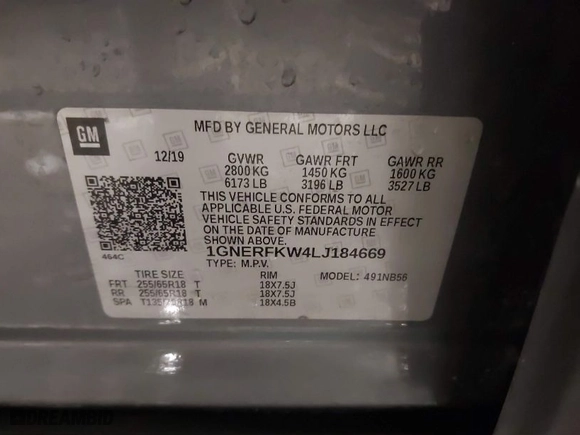 GM
MFD BY GENERAL MOTORS LLC
12/19 GVWR GAWR FRT GAWR RR
2800 KG 1450 KG 1600 KG
6173 LB 3196 LB 3527 LB
THIS VEHICLE CONFORMS TO ALL
APPLICABLE U.S. FEDERAL MOTOR
VEHICLE SAFETY STANDARDS IN EFFECT
ON THE DATE OF MANUFACTURE
SHOWN ABOVE.
464C
1GNERFKW4LJ184669
TYPE: M.P.V.
TIRE SIZE RIM MODEL: 491NB56
FRT 255/65R18 T 18X7.5J
RR 255/65R18 T 18X7.5J
SPA T135/70R18 M 18X4.5B
DREAMBID